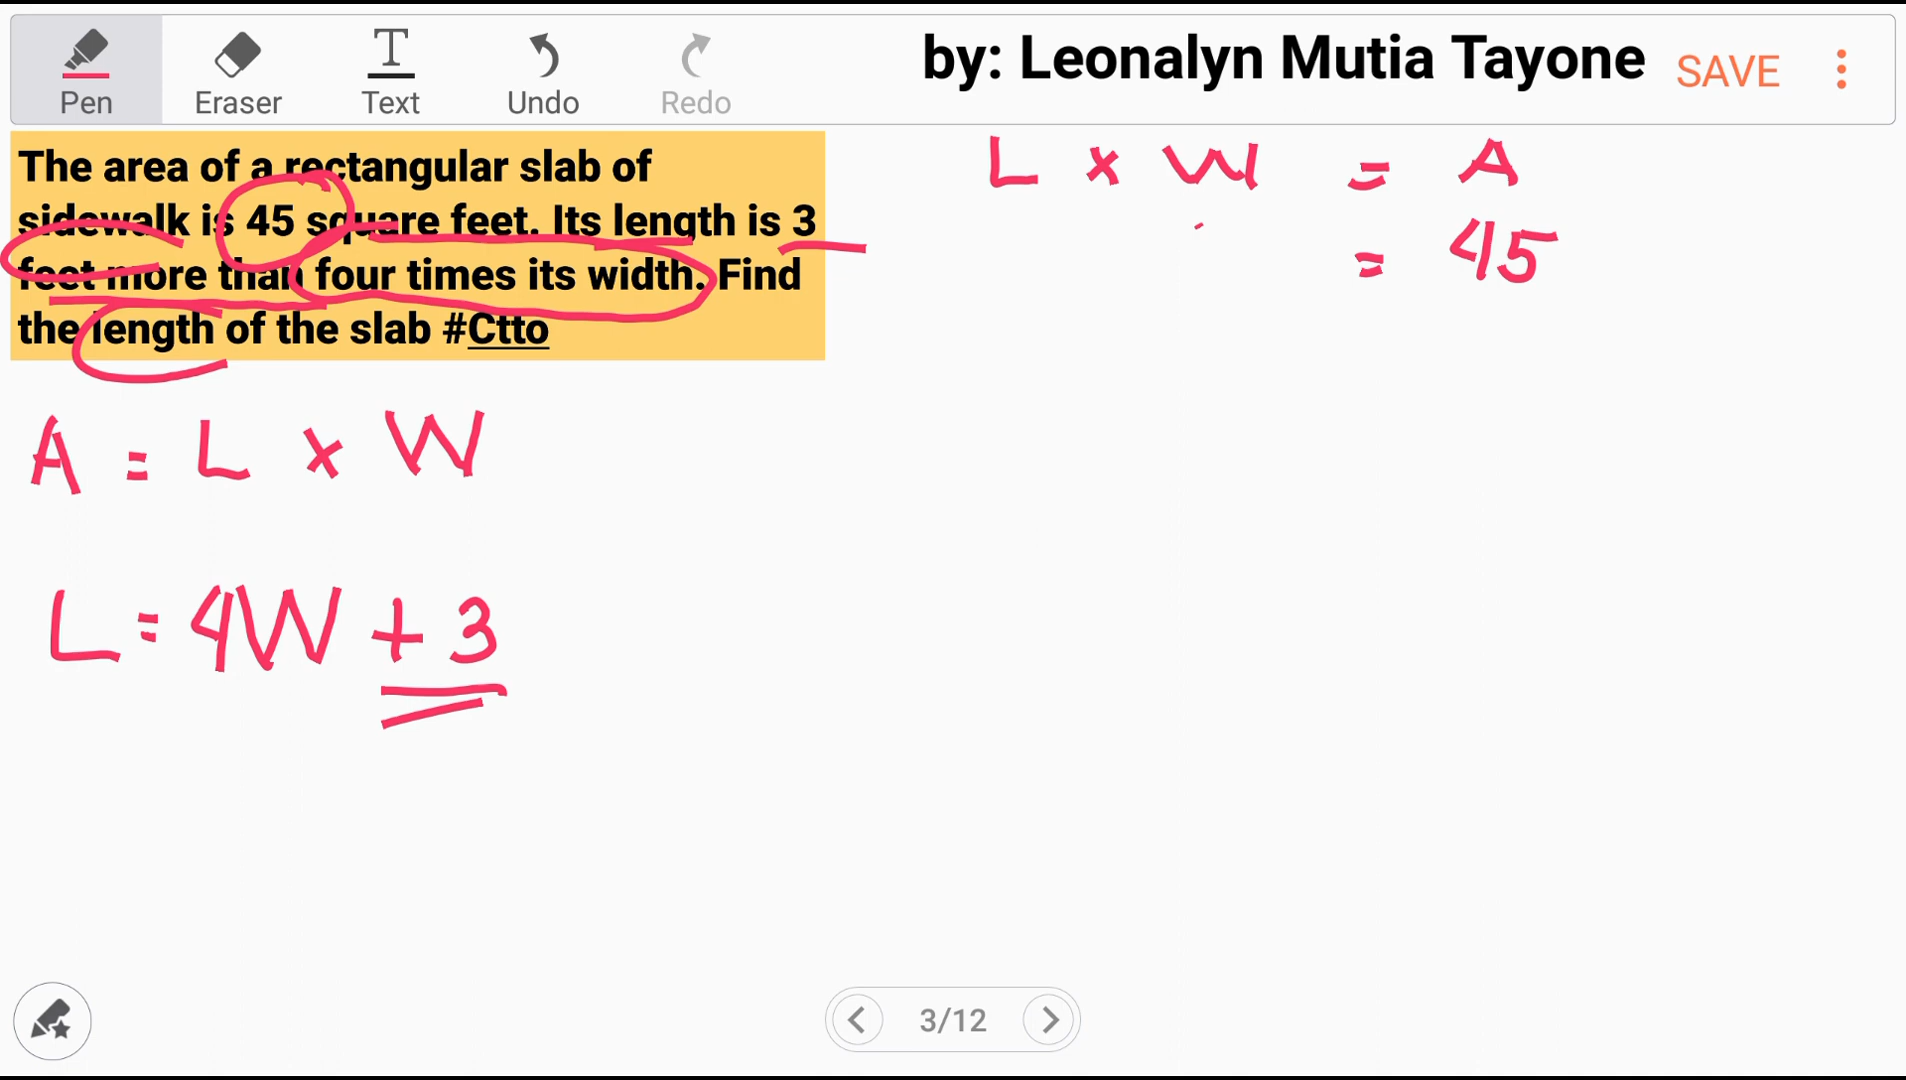 Pen
Eraser
Text
Undo
Redo
by: Leonalyn Mutia Tayone
SAVE
The area of a rectangular slab of
sidewalk is 45 square feet. Its length is 3
feet more than four times its width. Find
the length of the slab #Ctto
L × W = A
= 45
A = L × W
L = 4W + 3
3/12